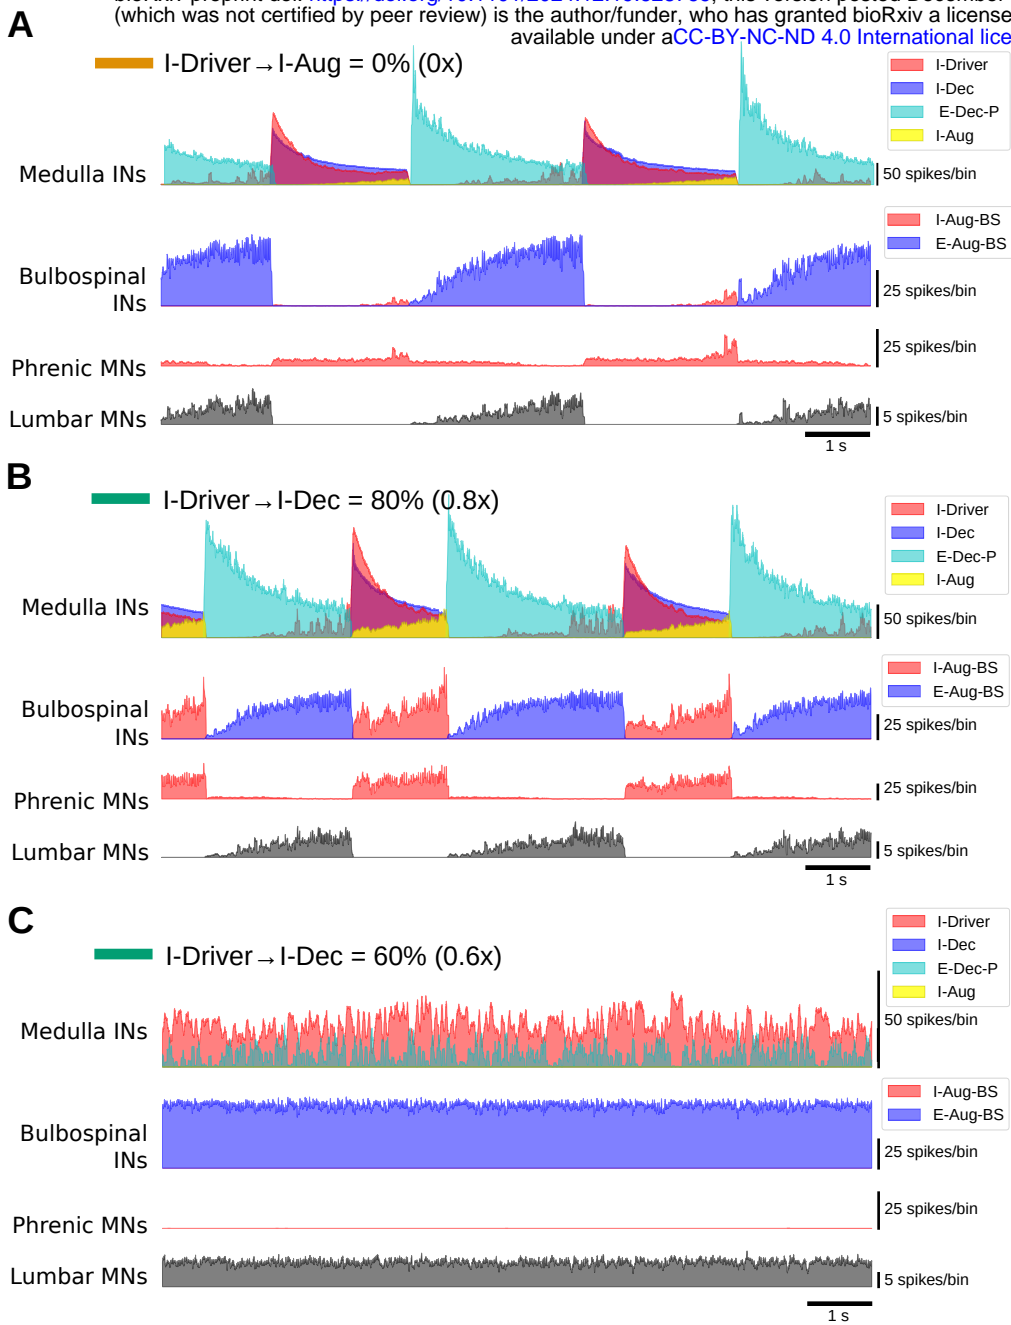 (which was not certified by peer review) is the author/funder, who has granted bioRxiv a license
available under aCC-BY-NC-ND 4.0 International lice
A
I-Driver→I-Aug = 0% (0x)
I-Driver
I-Dec
E-Dec-P
I-Aug
Medulla INs
50 spikes/bin
I-Aug-BS
E-Aug-BS
Bulbospinal
INs
25 spikes/bin
Phrenic MNs
25 spikes/bin
Lumbar MNs
5 spikes/bin
1 s
B
I-Driver→I-Dec = 80% (0.8x)
I-Driver
I-Dec
E-Dec-P
I-Aug
Medulla INs
50 spikes/bin
I-Aug-BS
E-Aug-BS
Bulbospinal
INs
25 spikes/bin
Phrenic MNs
25 spikes/bin
Lumbar MNs
5 spikes/bin
1 s
C
I-Driver→I-Dec = 60% (0.6x)
I-Driver
I-Dec
E-Dec-P
I-Aug
Medulla INs
50 spikes/bin
I-Aug-BS
E-Aug-BS
Bulbospinal
INs
25 spikes/bin
Phrenic MNs
25 spikes/bin
Lumbar MNs
5 spikes/bin
1 s